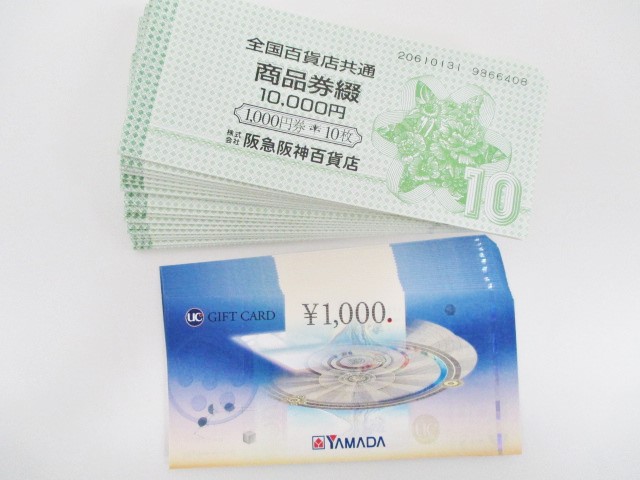 全国百貨店共通
商品券綴
10,000円
1,000円券＊10枚
株式会社 阪急阪神百貨店
20610131 9866408
10
UC GIFT CARD
¥1,000.
YAMADA